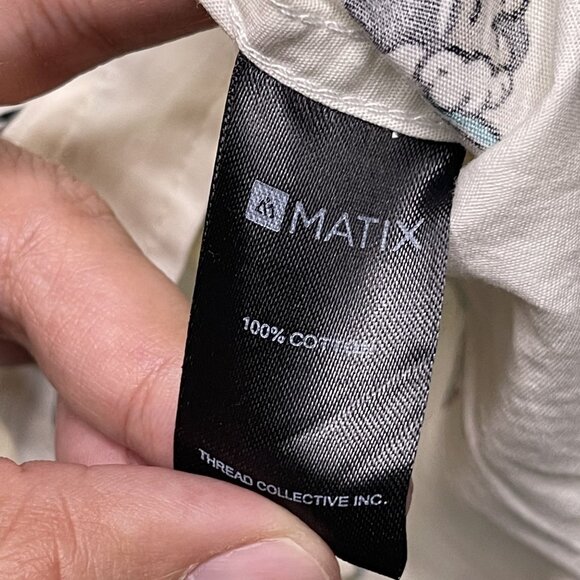 MATIX
100% COTTON
THREAD COLLECTIVE INC.